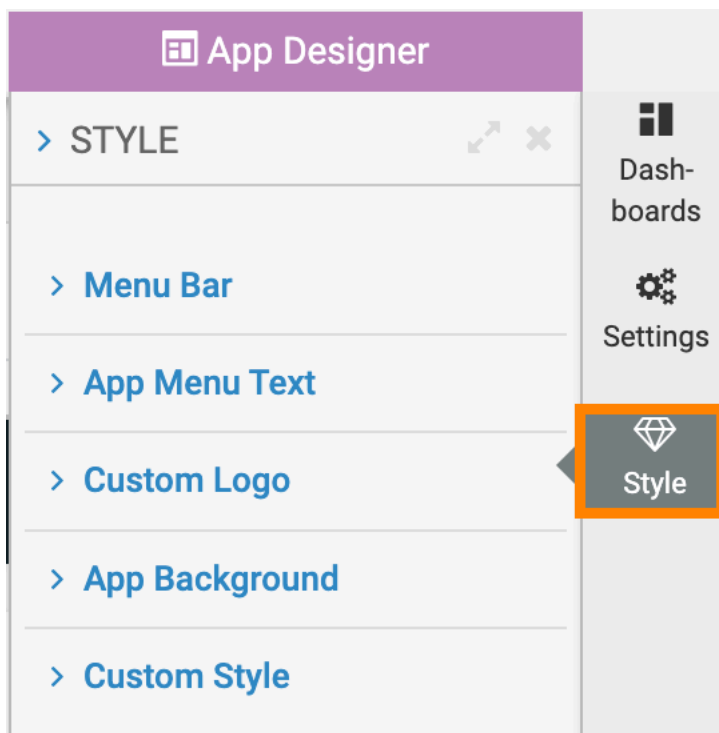 App Designer
STYLE
Dash-
boards
Menu Bar
Settings
App Menu Text
Custom Logo
Style
App Background
Custom Style